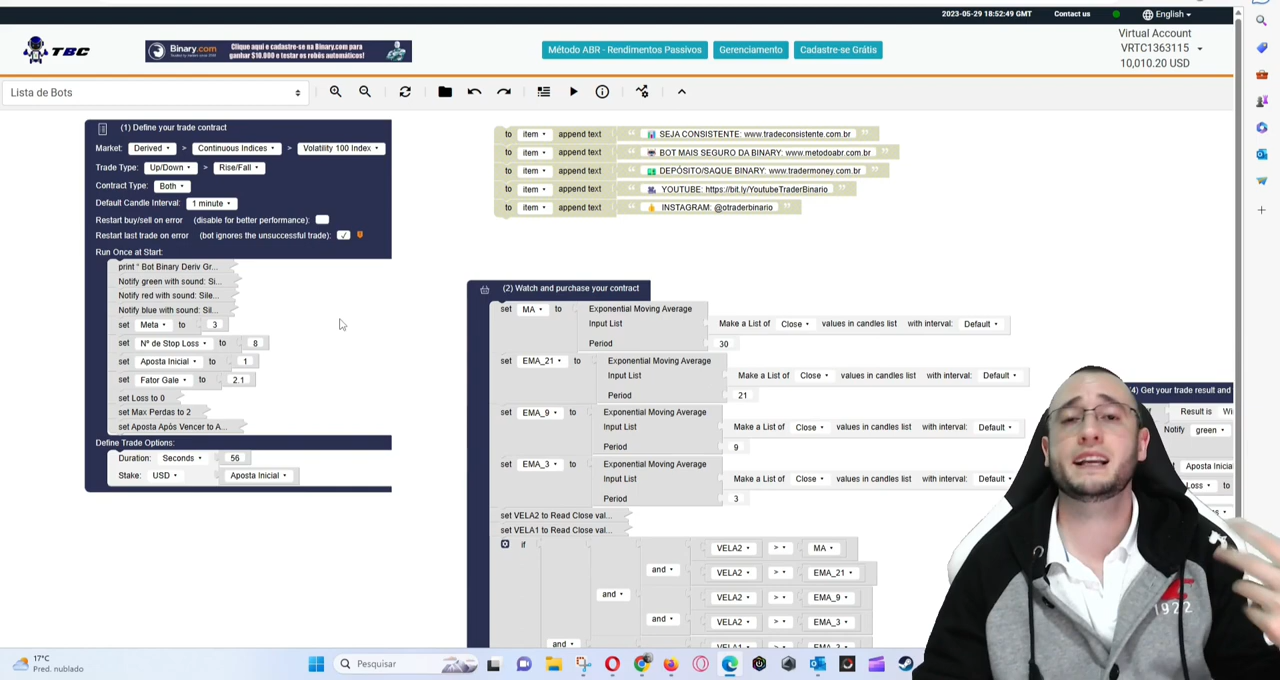 2023-05-29 18:52:49 GMT Contact us English
TBC
Binary.com Clique aqui e cadastre-se na Binary.com para
ganhar $10.000 e testar os robôs automáticos!
Método ABR - Rendimentos Passivos Gerenciamento Cadastre-se Grátis
Virtual Account
VRTC1363115
10,010.20 USD
Lista de Bots
(1) Define your trade contract
Market: Derived > Continuous Indices > Volatility 100 Index
Trade Type: Up/Down > Rise/Fall
Contract Type: Both
Default Candle Interval: 1 minute
Restart buy/sell on error (disable for better performance):
Restart last trade on error (bot ignores the unsuccessful trade):
Run Once at Start:
print " Bot Binary Deriv Gr...
Notify green with sound: Si...
Notify red with sound: Sile...
Notify blue with sound: Sil...
set Meta to 3
set Nº de Stop Loss to 8
set Aposta Inicial to 1
set Fator Gale to 2.1
set Loss to 0
set Max Perdas to 2
set Aposta Após Vencer to A...
Define Trade Options:
Duration: Seconds 56
Stake: USD Aposta Inicial
to item append text “ SEJA CONSISTENTE: www.tradeconsistente.com.br ”
to item append text “ BOT MAIS SEGURO DA BINARY: www.metodoabr.com.br ”
to item append text “ DEPÓSITO/SAQUE BINARY: www.tradermoney.com.br ”
to item append text “ YOUTUBE: https://bit.ly/YoutubeTraderBinario ”
to item append text “ INSTAGRAM: @otraderbinario ”
(2) Watch and purchase your contract
set MA to Exponential Moving Average
Input List Make a List of Close values in candles list with interval: Default
Period 30
set EMA_21 to Exponential Moving Average
Input List Make a List of Close values in candles list with interval: Default
Period 21
set EMA_9 to Exponential Moving Average
Input List Make a List of Close values in candles list with interval: Default
Period 9
set EMA_3 to Exponential Moving Average
Input List Make a List of Close values in candles list with interval: Default
Period 3
set VELA2 to Read Close val...
set VELA1 to Read Close val...
if VELA2 > MA
and VELA2 > EMA_21
and VELA2 > EMA_9
and VELA2 > EMA_3
and
(4) Get your trade result and
Result is Wi
Notify green
Aposta Inicia
Loss to
1922
17°C
Pred. nublado
Pesquisar